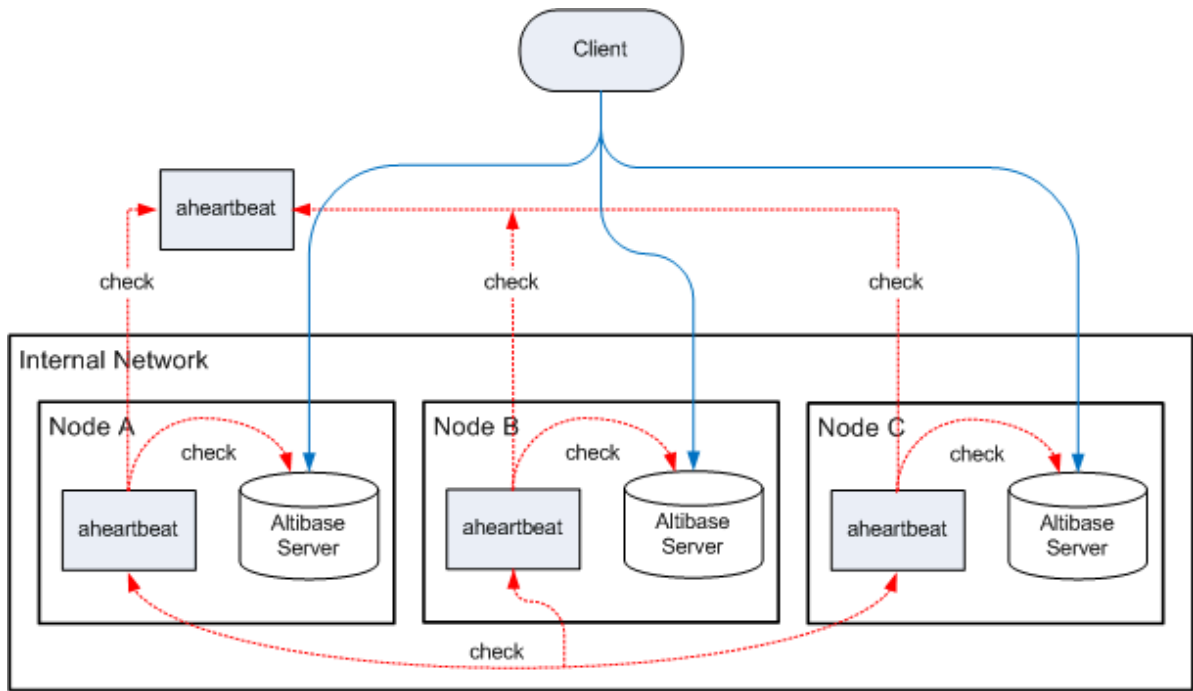 Client
aheartbeat
check
check
check
Internal Network
Node A
check
aheartbeat
Altibase
Server
Node B
check
aheartbeat
Altibase
Server
Node C
check
aheartbeat
Altibase
Server
check